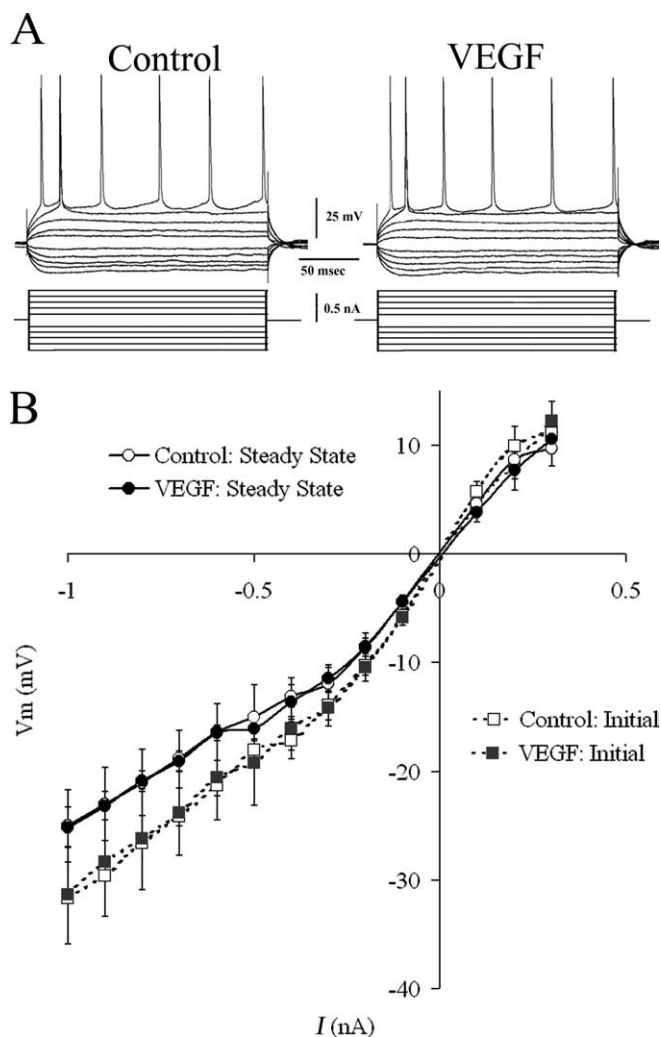 A
Control
VEGF
25 mV
50 msec
0.5 nA
B
Control: Steady State
VEGF: Steady State
10
0
-1
-0.5
0
0.5
-10
Control: Initial
VEGF: Initial
-20
-30
-40
Vm (mV)
I (nA)